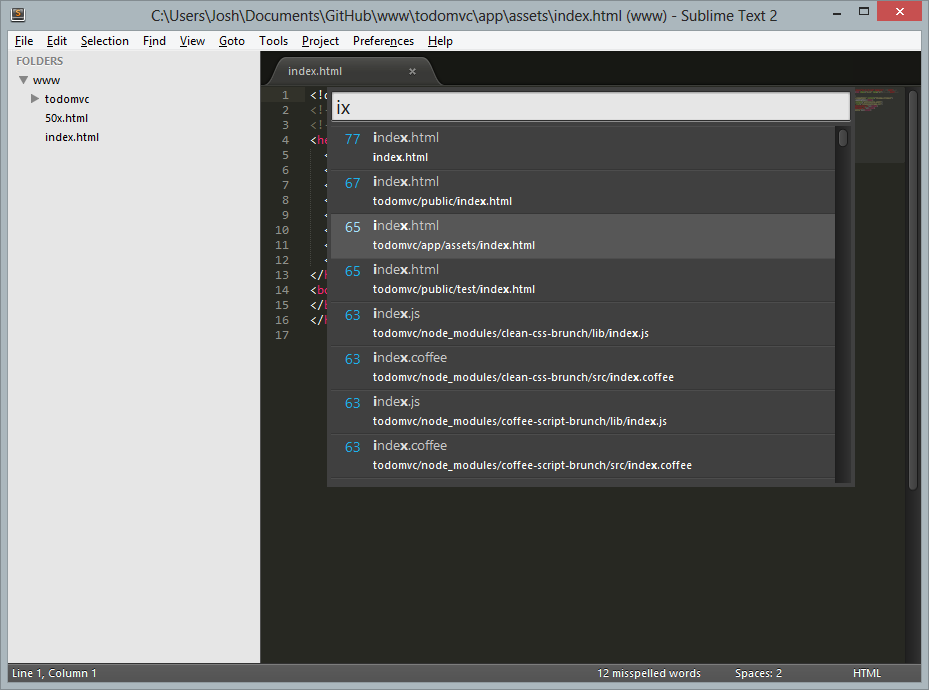 C:\Users\Josh\Documents\GitHub\www\todomvc\app\assets\index.html (www) - Sublime Text 2
File Edit Selection Find View Goto Tools Project Preferences Help
FOLDERS
www
todomvc
50x.html
index.html
index.html ×
ix
77 index.html
index.html
67 index.html
todomvc/public/index.html
65 index.html
todomvc/app/assets/index.html
65 index.html
todomvc/public/test/index.html
63 index.js
todomvc/node_modules/clean-css-brunch/lib/index.js
63 index.coffee
todomvc/node_modules/clean-css-brunch/src/index.coffee
63 index.js
todomvc/node_modules/coffee-script-brunch/lib/index.js
63 index.coffee
todomvc/node_modules/coffee-script-brunch/src/index.coffee
1
2 <!
3 <!
4 <he
5 <
6 <
7 <
8 <
9 <
10 <
11 <
12 <
13 </
14 <bo
15 </
16 </
17
Line 1, Column 1 12 misspelled words Spaces: 2 HTML